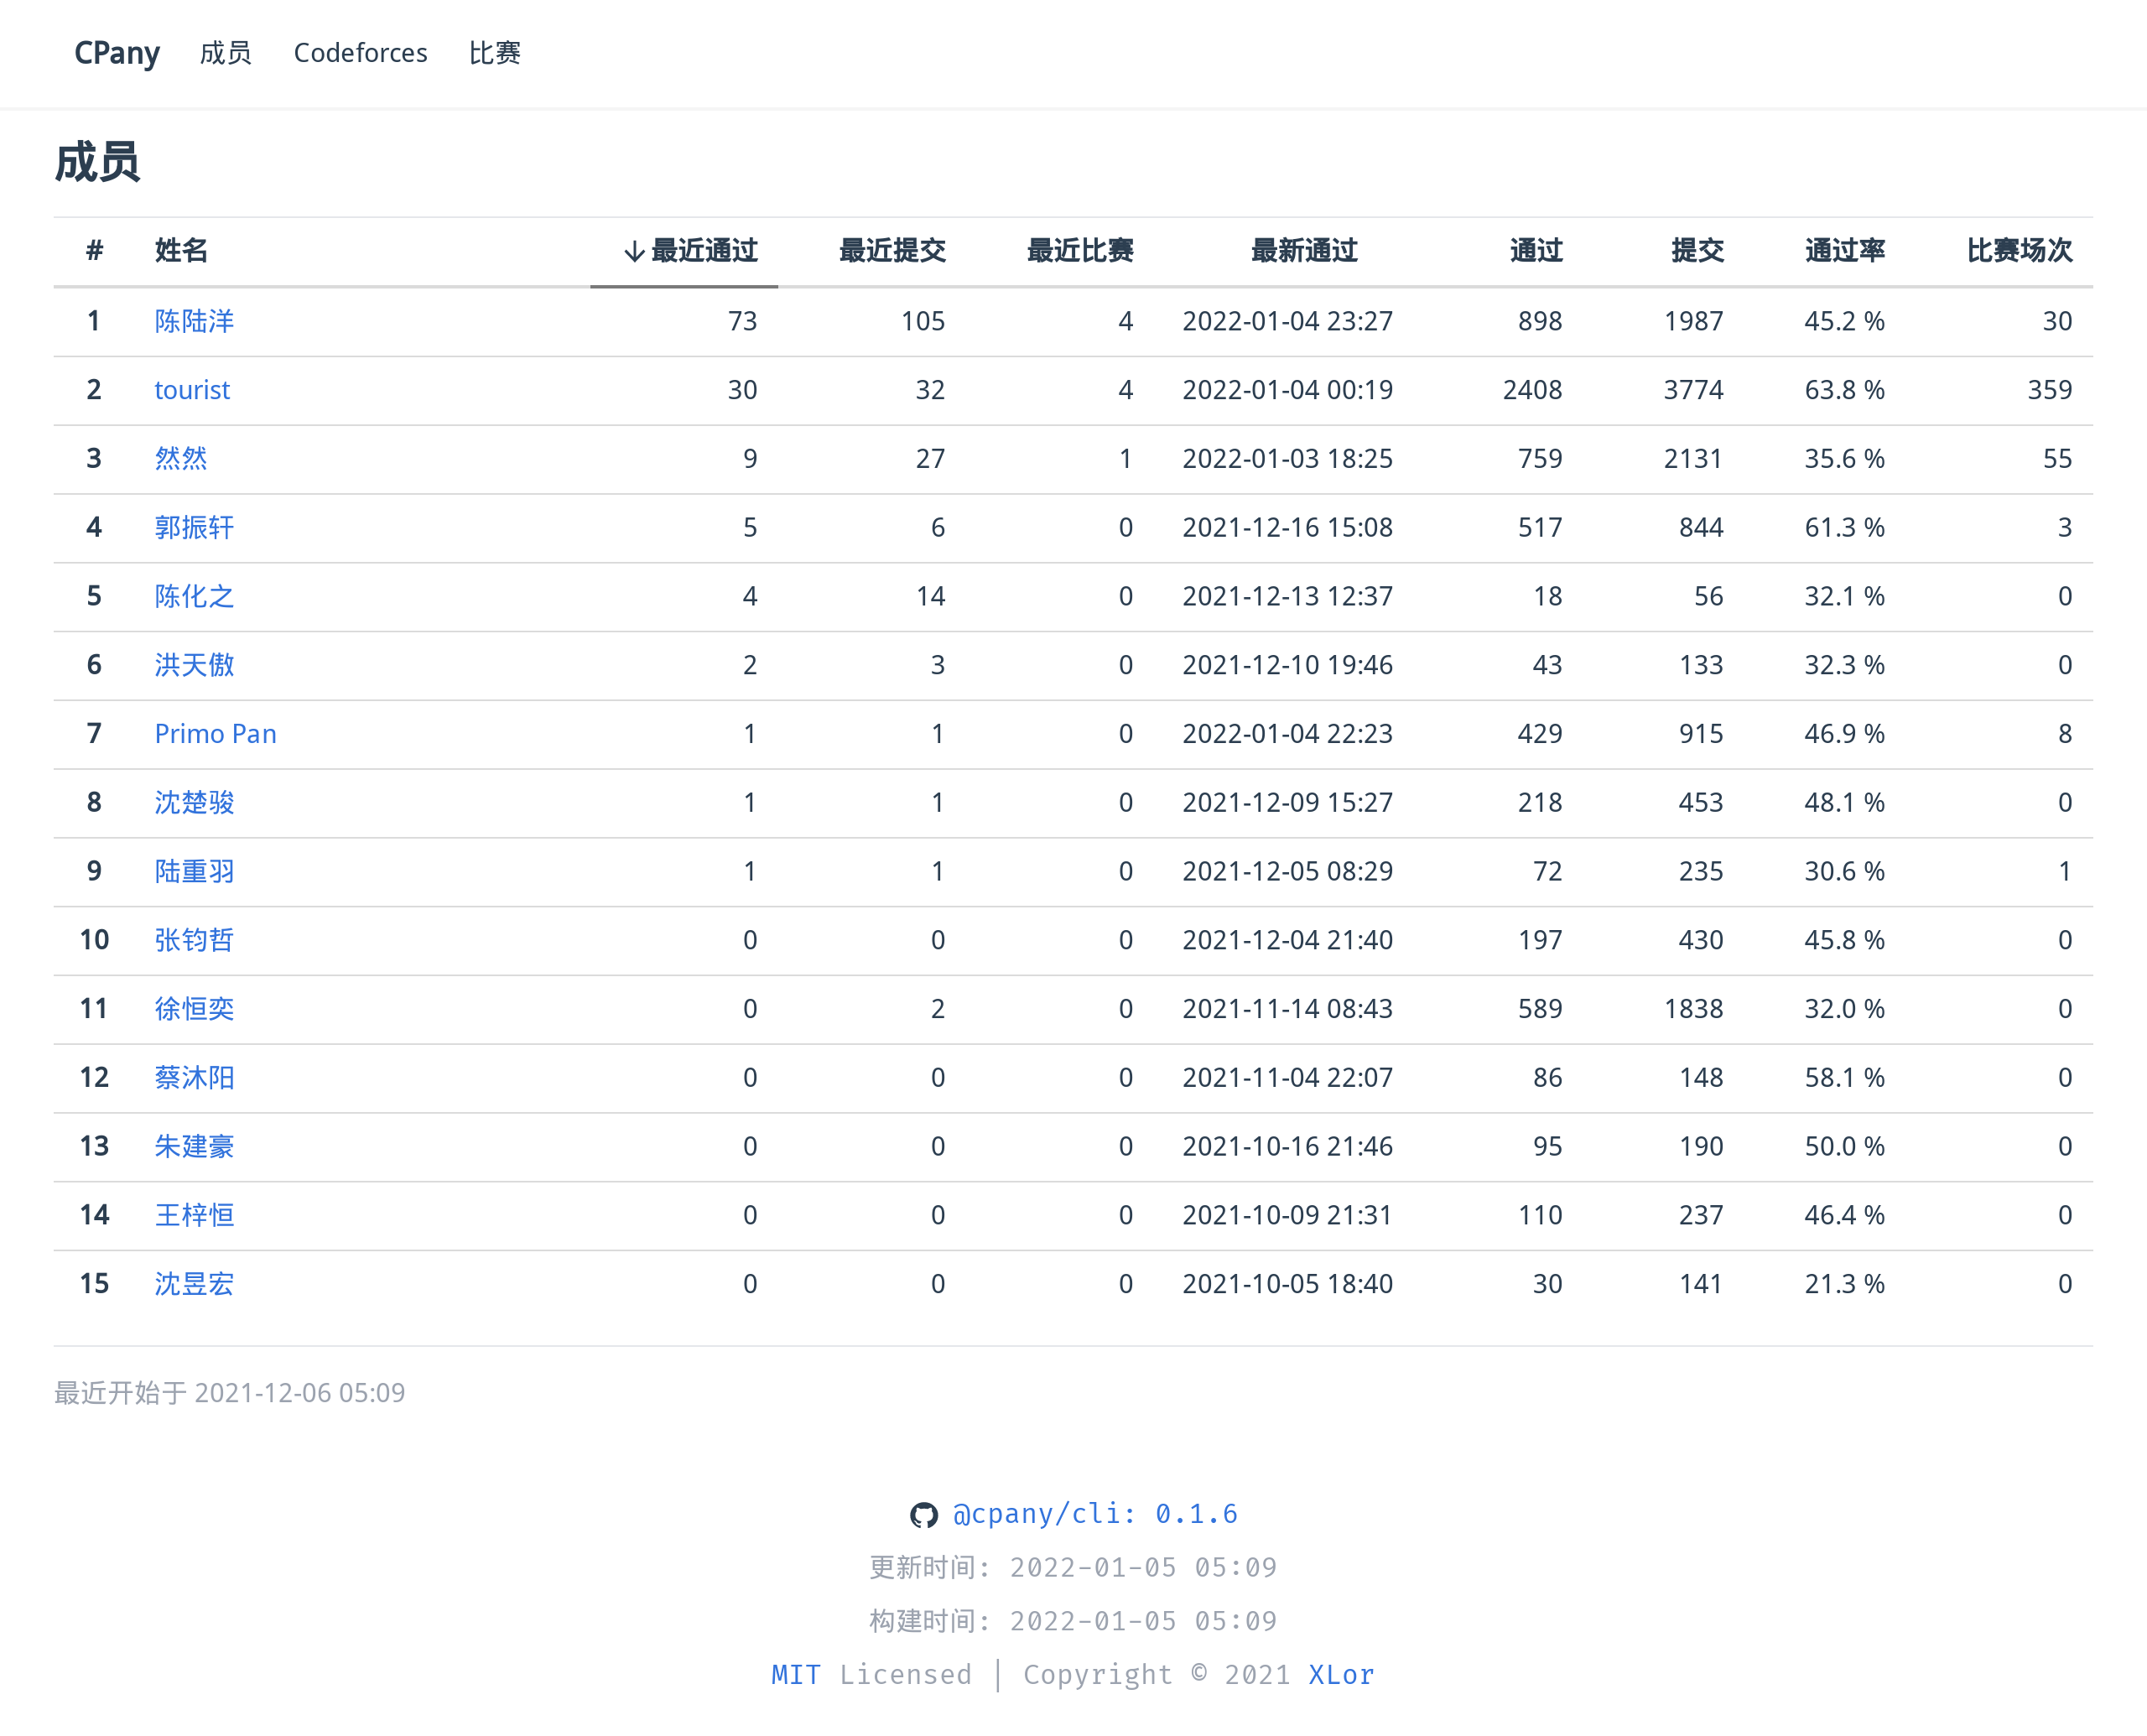 CPany 成员 Codeforces 比赛
成员
# 姓名 ↓最近通过 最近提交 最近比赛 最新通过 通过 提交 通过率 比赛场次
1 陈陆洋 73 105 4 2022-01-04 23:27 898 1987 45.2 % 30
2 tourist 30 32 4 2022-01-04 00:19 2408 3774 63.8 % 359
3 然然 9 27 1 2022-01-03 18:25 759 2131 35.6 % 55
4 郭振轩 5 6 0 2021-12-16 15:08 517 844 61.3 % 3
5 陈化之 4 14 0 2021-12-13 12:37 18 56 32.1 % 0
6 洪天傲 2 3 0 2021-12-10 19:46 43 133 32.3 % 0
7 Primo Pan 1 1 0 2022-01-04 22:23 429 915 46.9 % 8
8 沈楚骏 1 1 0 2021-12-09 15:27 218 453 48.1 % 0
9 陆重羽 1 1 0 2021-12-05 08:29 72 235 30.6 % 1
10 张钧哲 0 0 0 2021-12-04 21:40 197 430 45.8 % 0
11 徐恒奕 0 2 0 2021-11-14 08:43 589 1838 32.0 % 0
12 蔡沐阳 0 0 0 2021-11-04 22:07 86 148 58.1 % 0
13 朱建豪 0 0 0 2021-10-16 21:46 95 190 50.0 % 0
14 王梓恒 0 0 0 2021-10-09 21:31 110 237 46.4 % 0
15 沈昱宏 0 0 0 2021-10-05 18:40 30 141 21.3 % 0
最近开始于 2021-12-06 05:09
@cpany/cli: 0.1.6
更新时间: 2022-01-05 05:09
构建时间: 2022-01-05 05:09
MIT Licensed | Copyright © 2021 XLor